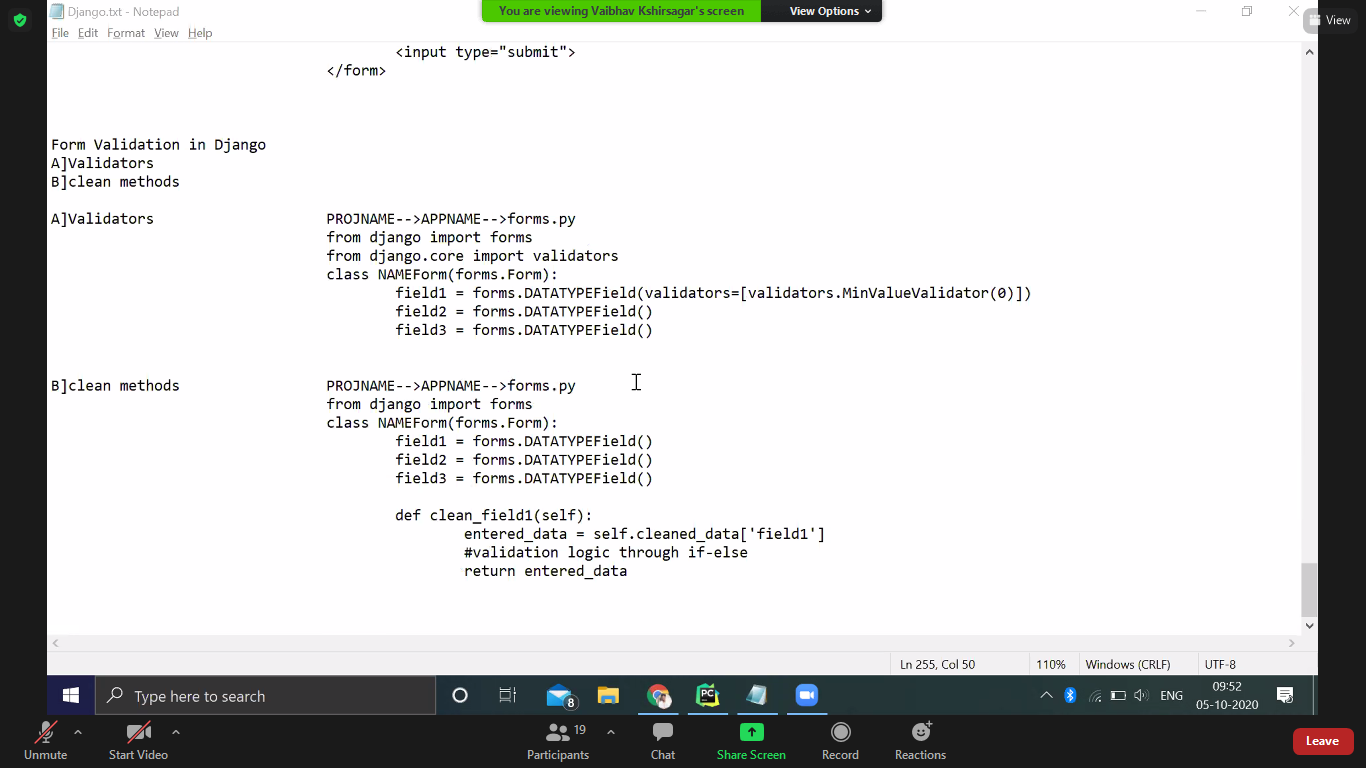 Django.txt - Notepad
You are viewing Vaibhav Kshirsagar's screen
View Options
View
File Edit Format View Help
<input type="submit">
</form>
Form Validation in Django
A]Validators
B]clean methods
A]Validators PROJNAME-->APPNAME-->forms.py
from django import forms
from django.core import validators
class NAMEForm(forms.Form):
field1 = forms.DATATYPEField(validators=[validators.MinValueValidator(0)])
field2 = forms.DATATYPEField()
field3 = forms.DATATYPEField()
B]clean methods PROJNAME-->APPNAME-->forms.py
from django import forms
class NAMEForm(forms.Form):
field1 = forms.DATATYPEField()
field2 = forms.DATATYPEField()
field3 = forms.DATATYPEField()
def clean_field1(self):
entered_data = self.cleaned_data['field1']
#validation logic through if-else
return entered_data
Ln 255, Col 50 110% Windows (CRLF) UTF-8
Type here to search
8
PC
ENG
09:52
05-10-2020
Unmute Start Video Participants 19 Chat Share Screen Record Reactions Leave